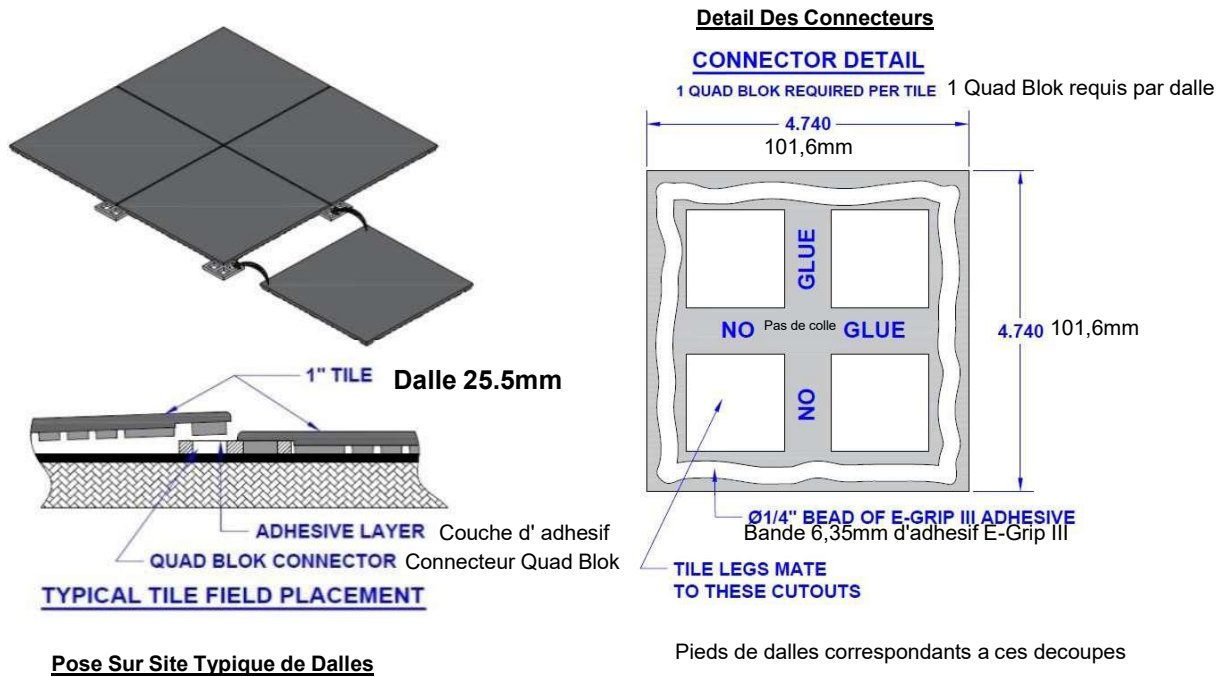 Detail Des Connecteurs
CONNECTOR DETAIL
1 QUAD BLOK REQUIRED PER TILE 1 Quad Blok requis par dalle
4.740
101,6mm
GLUE
NO Pas de colle GLUE
NO
4.740 101,6mm
Ø1/4" BEAD OF E-GRIP III ADHESIVE
Bande 6,35mm d'adhesif E-Grip III
TILE LEGS MATE
TO THESE CUTOUTS
Pieds de dalles correspondants a ces decoupes
1" TILE Dalle 25.5mm
ADHESIVE LAYER Couche d' adhesif
QUAD BLOK CONNECTOR Connecteur Quad Blok
TYPICAL TILE FIELD PLACEMENT
Pose Sur Site Typique de Dalles